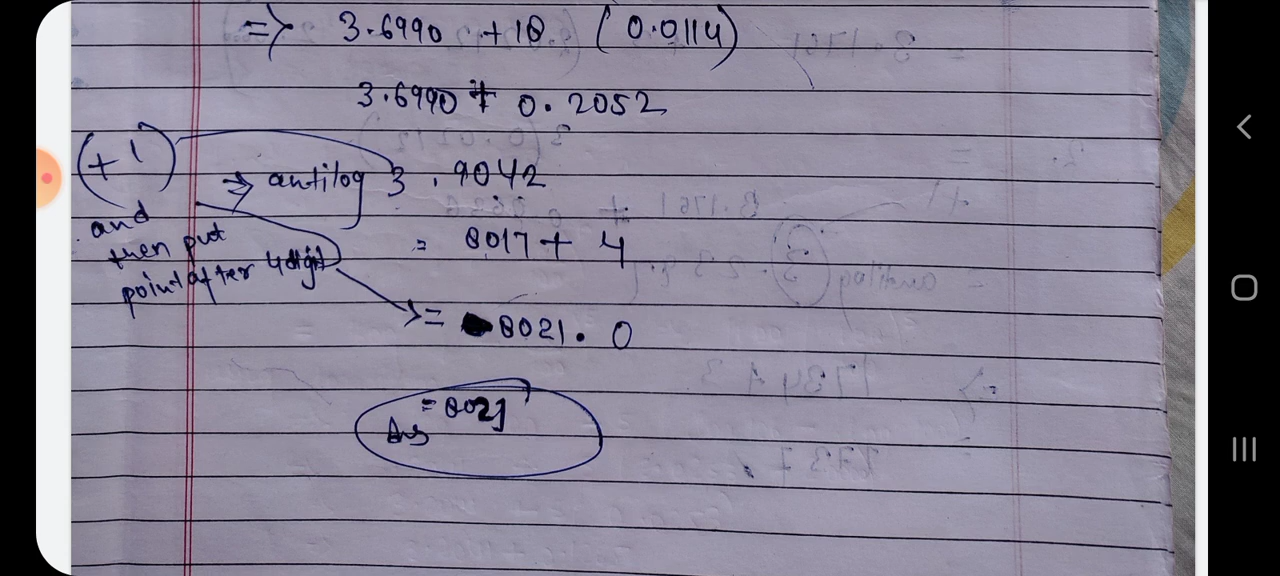 => 3.6990 + 18 (0.0114)
3.6990 + 0.2052
(+1)
=> antilog 3.9042
and
then put
point after 4 digit
= 8017 + 4
>= 8021.0
= 8021
Ans